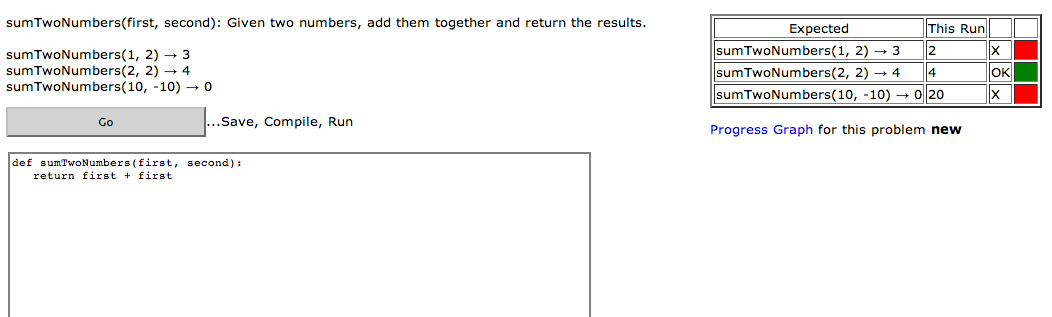 sumTwoNumbers(first, second): Given two numbers, add them together and return the results.
sumTwoNumbers(1, 2) → 3
sumTwoNumbers(2, 2) → 4
sumTwoNumbers(10, -10) → 0
Go ...Save, Compile, Run
def sumTwoNumbers(first, second):
   return first + first
Expected This Run
sumTwoNumbers(1, 2) → 3 2 X
sumTwoNumbers(2, 2) → 4 4 OK
sumTwoNumbers(10, -10) → 0 20 X
Progress Graph for this problem new